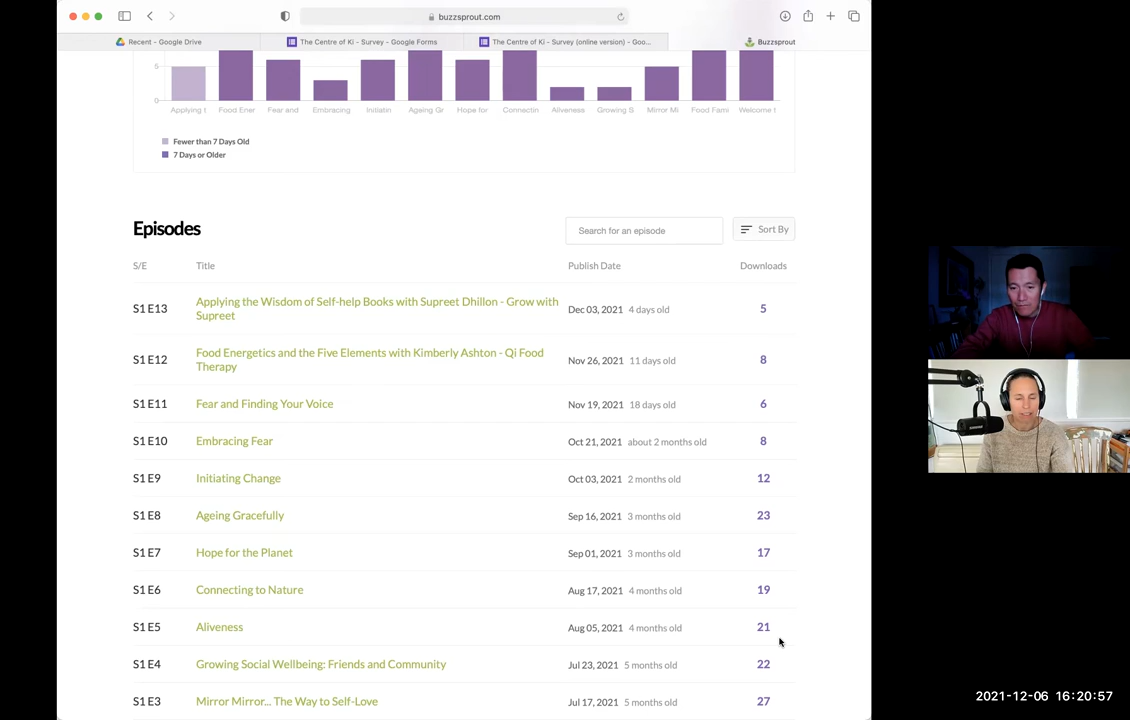 buzzsprout.com
Recent - Google Drive
The Centre of Ki - Survey - Google Forms
The Centre of Ki - Survey (online version) - Goo...
Buzzsprout
5
0
Applying t
Food Ener
Fear and
Embracing
Initiatin
Ageing Gr
Hope for
Connectin
Aliveness
Growing S
Mirror Mi
Food Fami
Welcome t
Fewer than 7 Days Old
7 Days or Older
Episodes
Search for an episode
Sort By
S/E Title Publish Date Downloads
S1 E13 Applying the Wisdom of Self-help Books with Supreet Dhillon - Grow with
Supreet
Dec 03, 2021 4 days old 5
S1 E12 Food Energetics and the Five Elements with Kimberly Ashton - Qi Food
Therapy
Nov 26, 2021 11 days old 8
S1 E11 Fear and Finding Your Voice Nov 19, 2021 18 days old 6
S1 E10 Embracing Fear Oct 21, 2021 about 2 months old 8
S1 E9 Initiating Change Oct 03, 2021 2 months old 12
S1 E8 Ageing Gracefully Sep 16, 2021 3 months old 23
S1 E7 Hope for the Planet Sep 01, 2021 3 months old 17
S1 E6 Connecting to Nature Aug 17, 2021 4 months old 19
S1 E5 Aliveness Aug 05, 2021 4 months old 21
S1 E4 Growing Social Wellbeing: Friends and Community Jul 23, 2021 5 months old 22
S1 E3 Mirror Mirror... The Way to Self-Love Jul 17, 2021 5 months old 27
2021-12-06 16:20:57